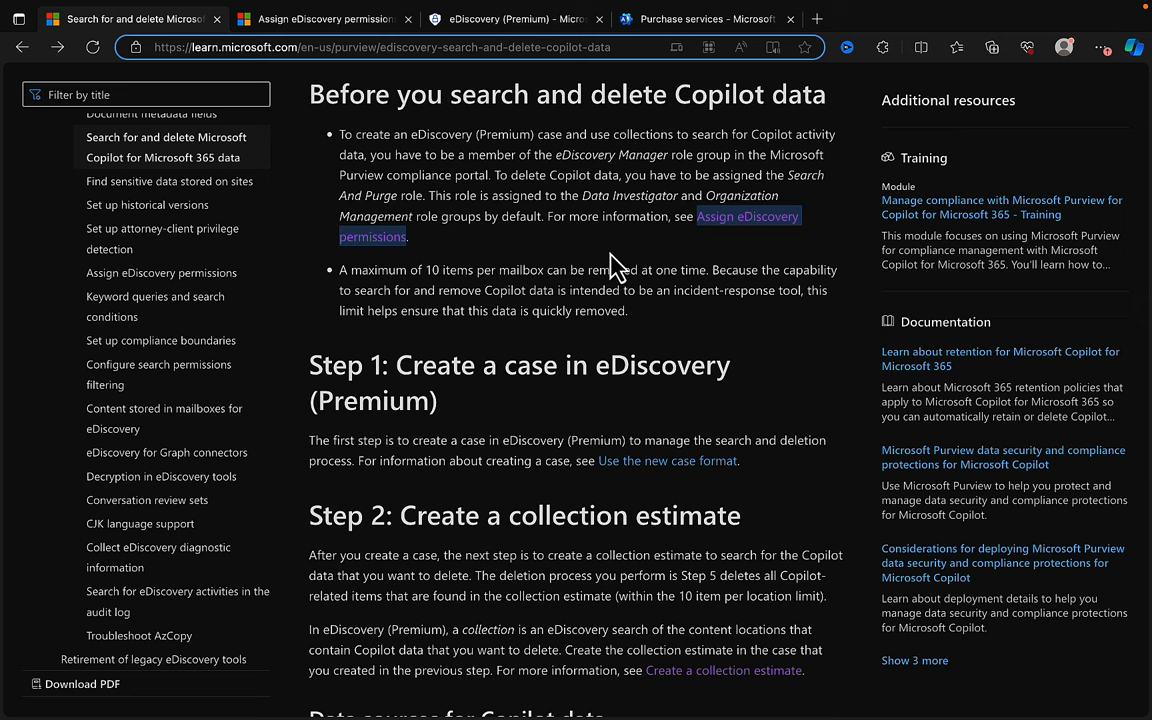 Search for and delete Microsof
Assign eDiscovery permission
eDiscovery (Premium) - Micros
Purchase services - Microsoft
https://learn.microsoft.com/en-us/purview/ediscovery-search-and-delete-copilot-data
Filter by title
Document metadata fields
Search for and delete Microsoft
Copilot for Microsoft 365 data
Find sensitive data stored on sites
Set up historical versions
Set up attorney-client privilege
detection
Assign eDiscovery permissions
Keyword queries and search
conditions
Set up compliance boundaries
Configure search permissions
filtering
Content stored in mailboxes for
eDiscovery
eDiscovery for Graph connectors
Decryption in eDiscovery tools
Conversation review sets
CJK language support
Collect eDiscovery diagnostic
information
Search for eDiscovery activities in the
audit log
Troubleshoot AzCopy
Retirement of legacy eDiscovery tools
Download PDF
Before you search and delete Copilot data
To create an eDiscovery (Premium) case and use collections to search for Copilot activity
data, you have to be a member of the eDiscovery Manager role group in the Microsoft
Purview compliance portal. To delete Copilot data, you have to be assigned the Search
And Purge role. This role is assigned to the Data Investigator and Organization
Management role groups by default. For more information, see Assign eDiscovery
permissions.
A maximum of 10 items per mailbox can be removed at one time. Because the capability
to search for and remove Copilot data is intended to be an incident-response tool, this
limit helps ensure that this data is quickly removed.
Step 1: Create a case in eDiscovery
(Premium)
The first step is to create a case in eDiscovery (Premium) to manage the search and deletion
process. For information about creating a case, see Use the new case format.
Step 2: Create a collection estimate
After you create a case, the next step is to create a collection estimate to search for the Copilot
data that you want to delete. The deletion process you perform is Step 5 deletes all Copilot-
related items that are found in the collection estimate (within the 10 item per location limit).
In eDiscovery (Premium), a collection is an eDiscovery search of the content locations that
contain Copilot data that you want to delete. Create the collection estimate in the case that
you created in the previous step. For more information, see Create a collection estimate.
Data sources for Copilot data
Additional resources
Training
Module
Manage compliance with Microsoft Purview for
Copilot for Microsoft 365 - Training
This module focuses on using Microsoft Purview
for compliance management with Microsoft
Copilot for Microsoft 365. You'll learn how to...
Documentation
Learn about retention for Microsoft Copilot for
Microsoft 365
Learn about Microsoft 365 retention policies that
apply to Microsoft Copilot for Microsoft 365 so
you can automatically retain or delete Copilot...
Microsoft Purview data security and compliance
protections for Microsoft Copilot
Use Microsoft Purview to help you protect and
manage data security and compliance protections
for Microsoft Copilot.
Considerations for deploying Microsoft Purview
data security and compliance protections for
Microsoft Copilot
Learn about deployment details to help you
manage data security and compliance protections
for Microsoft Copilot.
Show 3 more